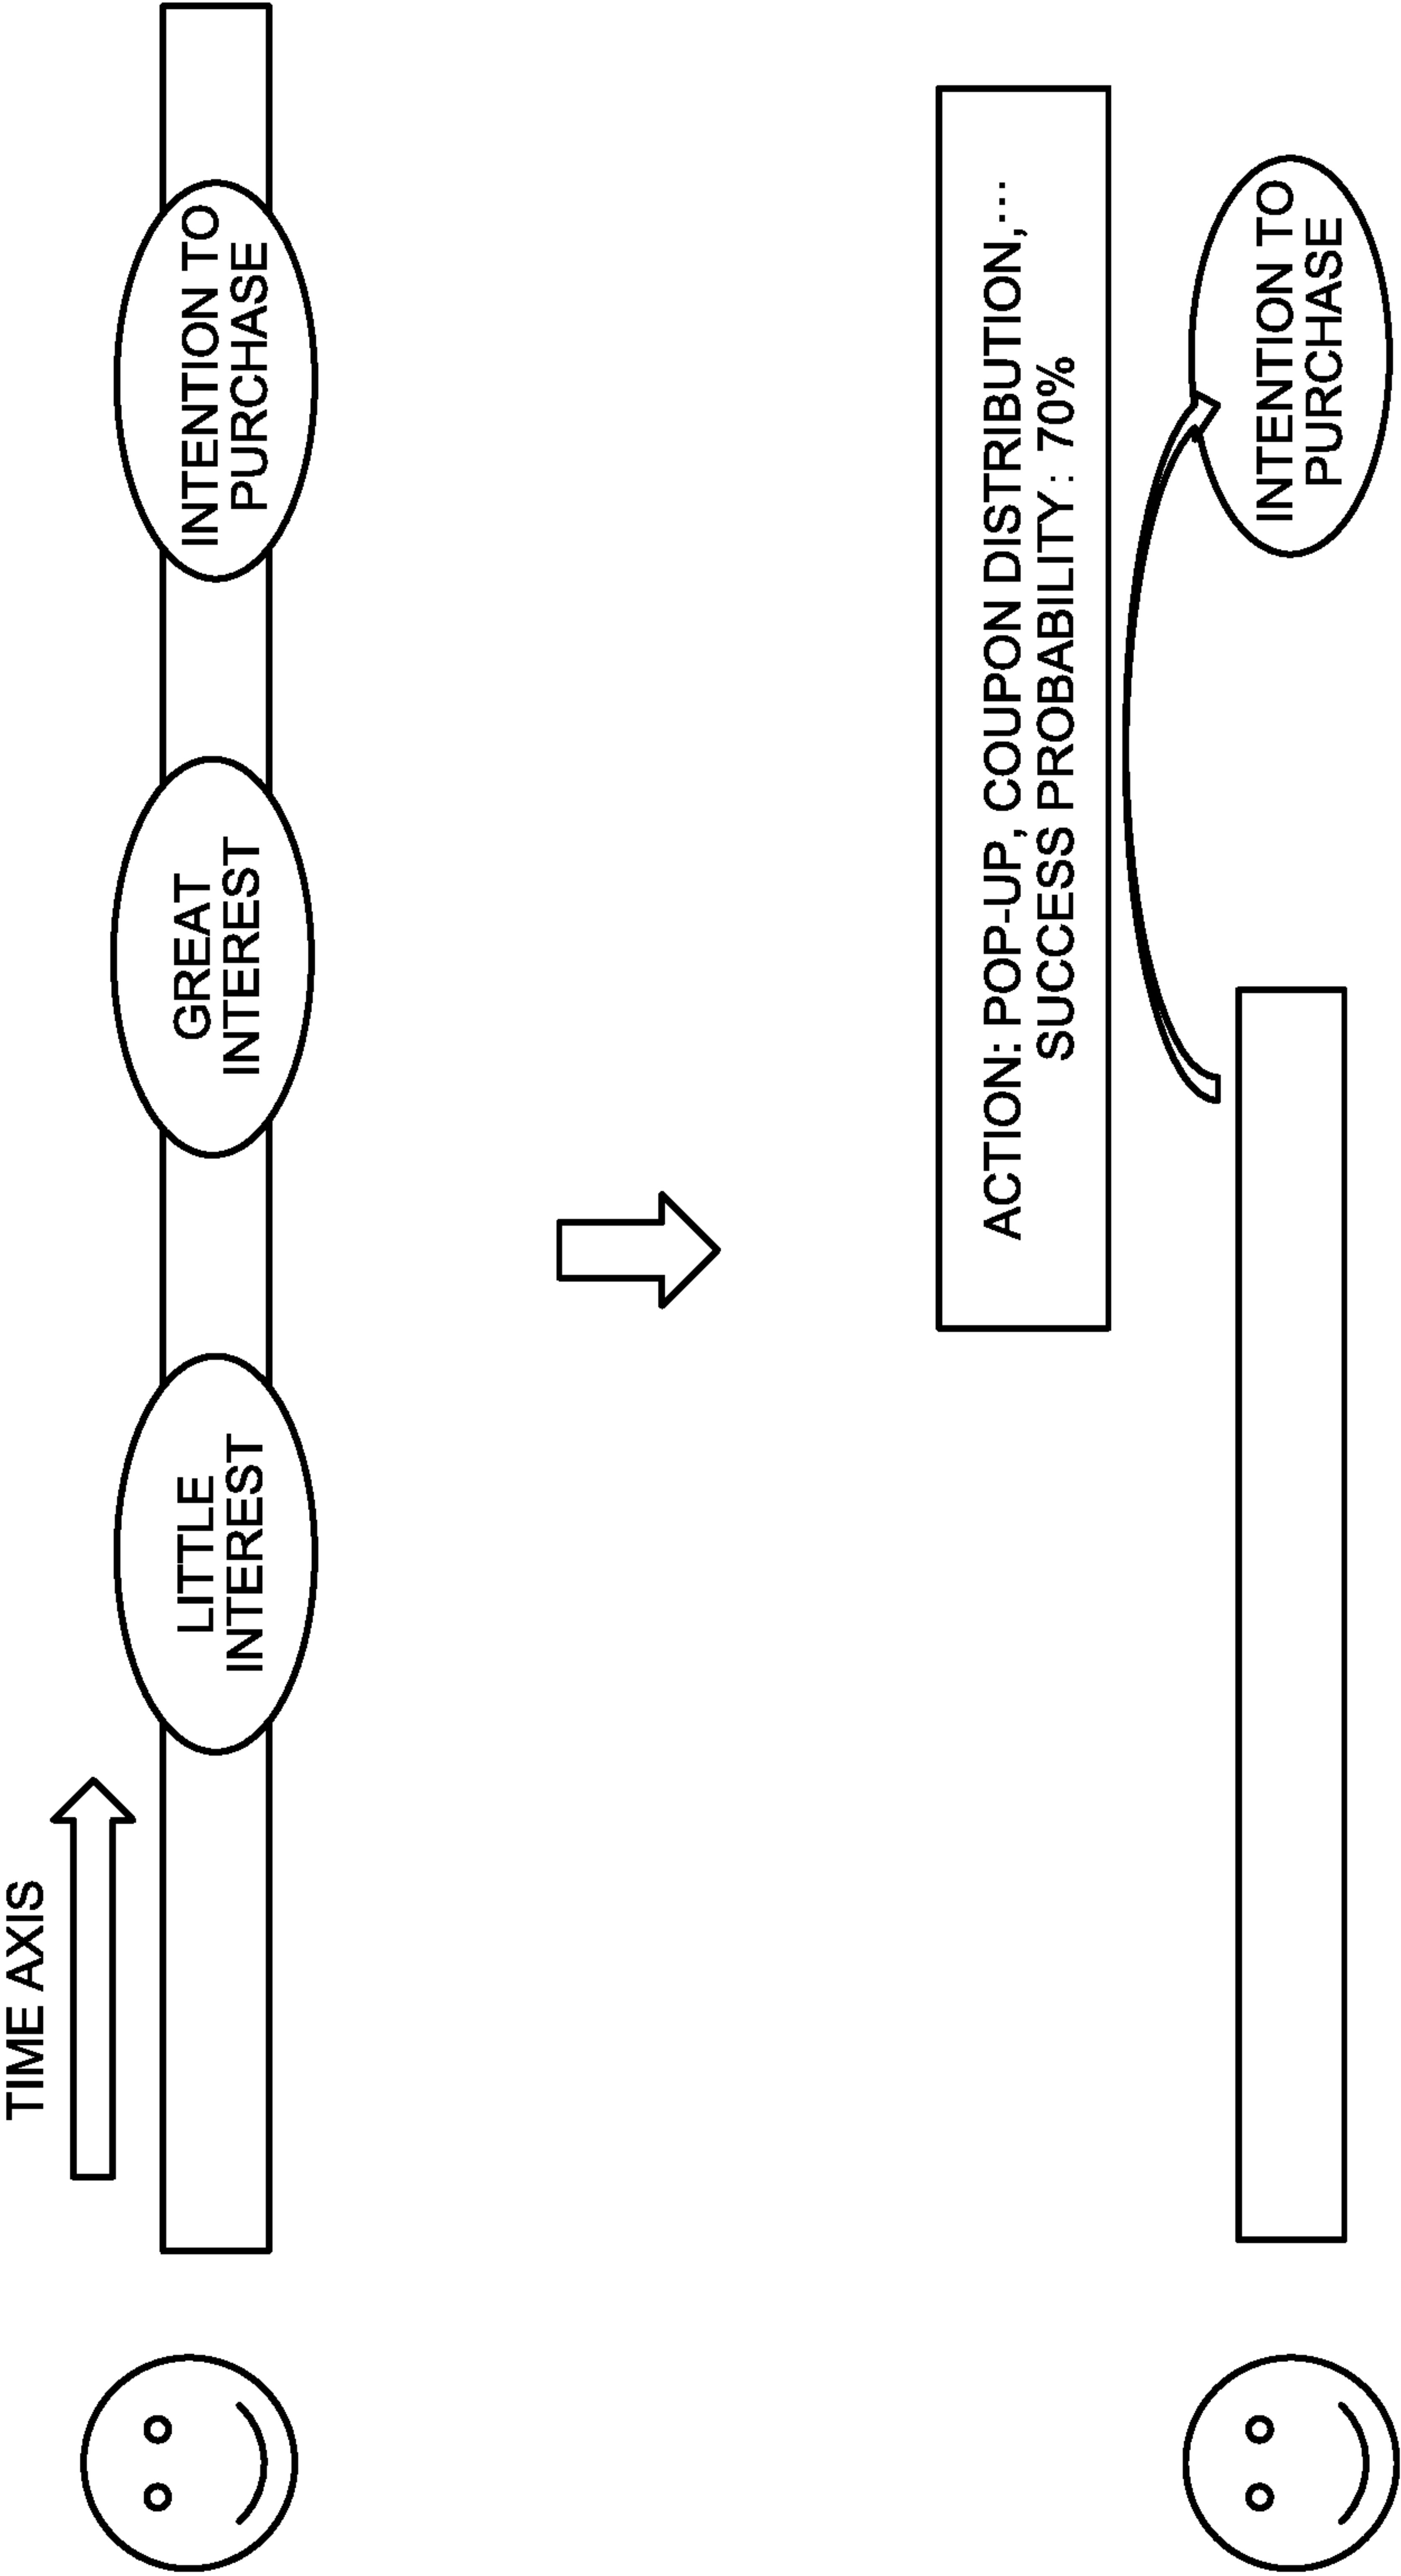 TIME AXIS
LITTLE
INTEREST
GREAT
INTEREST
INTENTION TO
PURCHASE
ACTION: POP-UP, COUPON DISTRIBUTION,···
SUCCESS PROBABILITY : 70%
INTENTION TO
PURCHASE